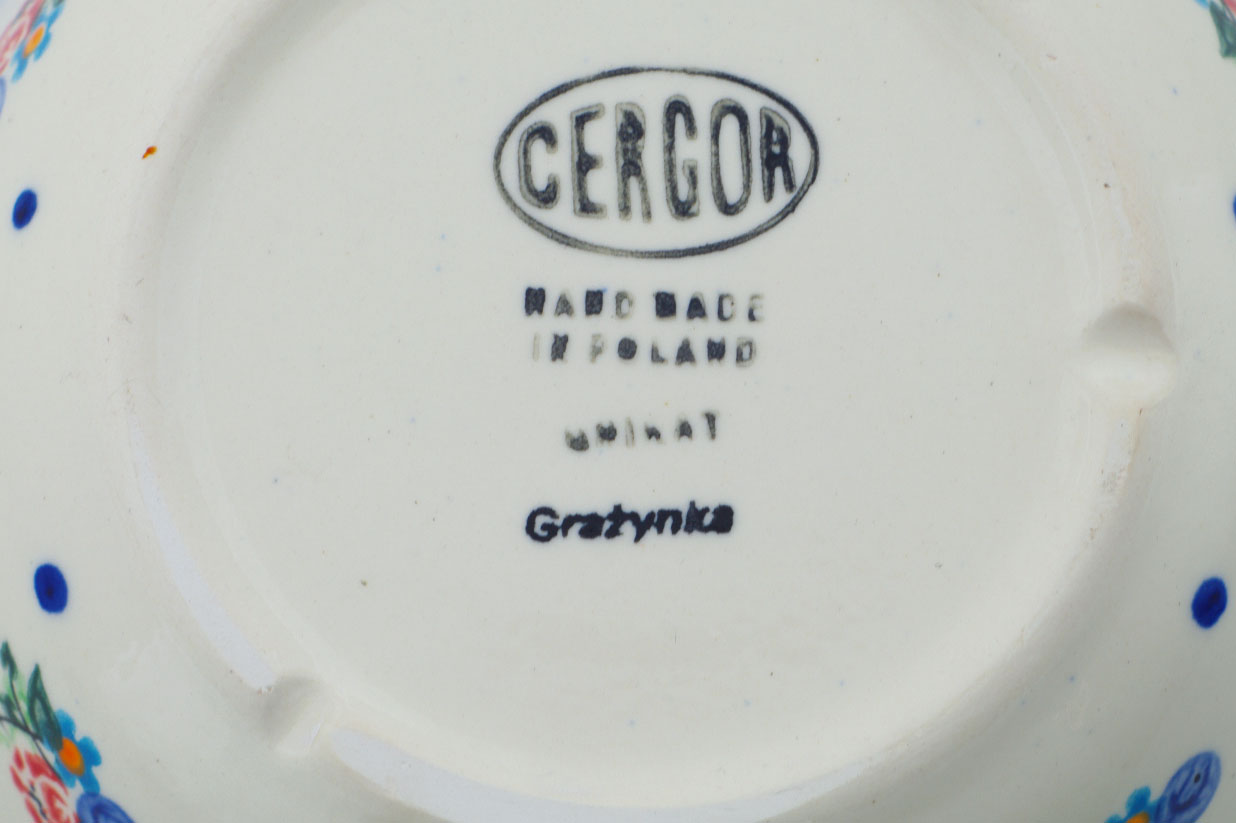 CERGOR
HAND MADE
IN POLAND
UNIKAT
Grażynka